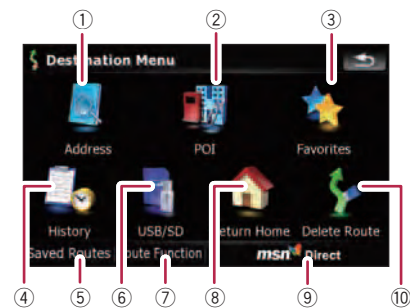 ① ② ③
Destination Menu
Address POI Favorites
History USB/SD eturn Home Delete Route
Saved Routes oute Function msn Direct
④ ⑤ ⑥ ⑦ ⑧ ⑨ ⑩